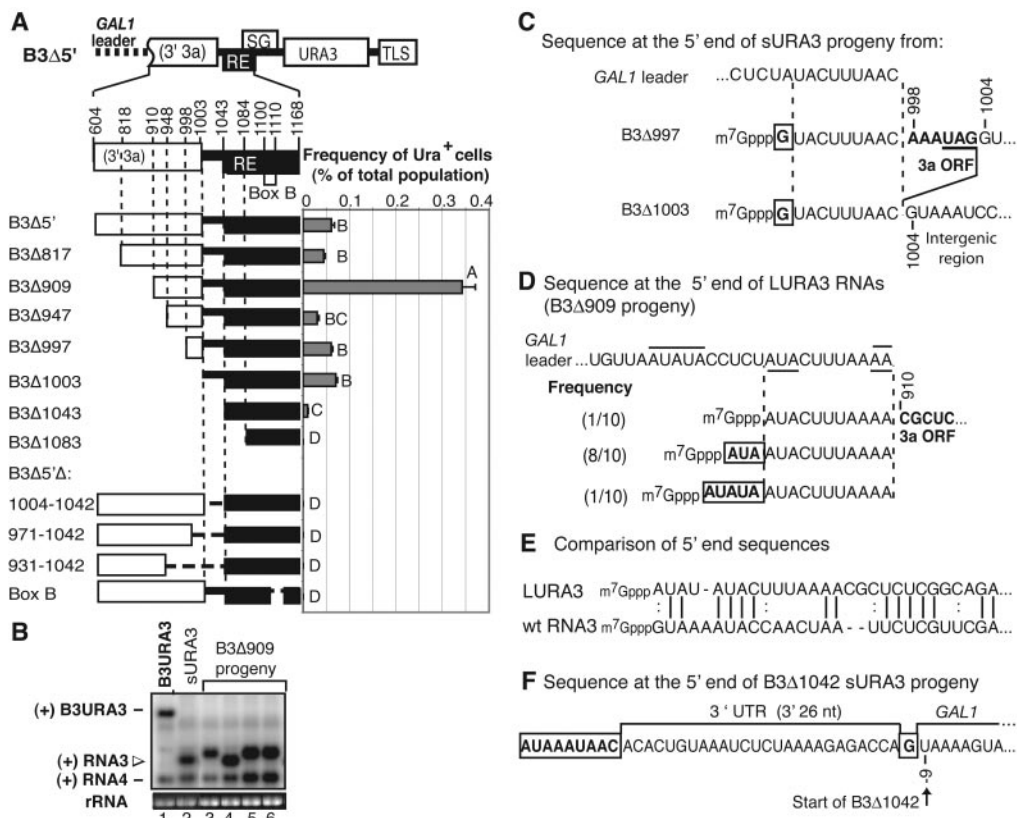 A
GAL1
leader
B3Δ5'
(3' 3a)
SG
RE
URA3
TLS
604
818
910
948
998
1003
1043
1084
1100
1110
1168
(3' 3a)
RE
Box B
Frequency of Ura+ cells
(% of total population)
0 0.1 0.2 0.3 0.4
B3Δ5' B
B3Δ817 B
B3Δ909 A
B3Δ947 BC
B3Δ997 B
B3Δ1003 B
B3Δ1043 C
B3Δ1083 D
B3Δ5'Δ:
1004-1042 D
971-1042 D
931-1042 D
Box B D
B
B3URA3
sURA3
B3Δ909
progeny
(+) B3URA3
(+) RNA3
(+) RNA4
rRNA
1 2 3 4 5 6
C
Sequence at the 5' end of sURA3 progeny from:
GAL1 leader ...CUCUAUACUUUAAC
998
1004
B3Δ997 m7Gppp G UACUUUAAC AAAUAGGU...
3a ORF
B3Δ1003 m7Gppp G UACUUUAAC GUAAAUCC...
1004
Intergenic
region
D Sequence at the 5' end of LURA3 RNAs
(B3Δ909 progeny)
GAL1
leader ...UGUUAAUAUACCUCUAUACUUUAAAA
Frequency
910
(1/10) m7Gppp AUACUUUAAAA CGCUC...
3a ORF
(8/10) m7Gppp AUA AUACUUUAAAA
(1/10) m7Gppp AUAUA AUACUUUAAAA
E Comparison of 5' end sequences
LURA3 m7Gppp AUAU-AUACUUUAAAACGCUCUCGGCAGA...
wt RNA3 m7GpppGUAAAAUACCAACUAA--UUCUCGUUCGA...
F Sequence at the 5' end of B3Δ1042 sURA3 progeny
3 ' UTR (3' 26 nt)
GAL1
...
AUAAAUAAC ACACUGUAAAUCUCUAAAAGAGACCA G UAAAAGUA...
-9
Start of B3Δ1042